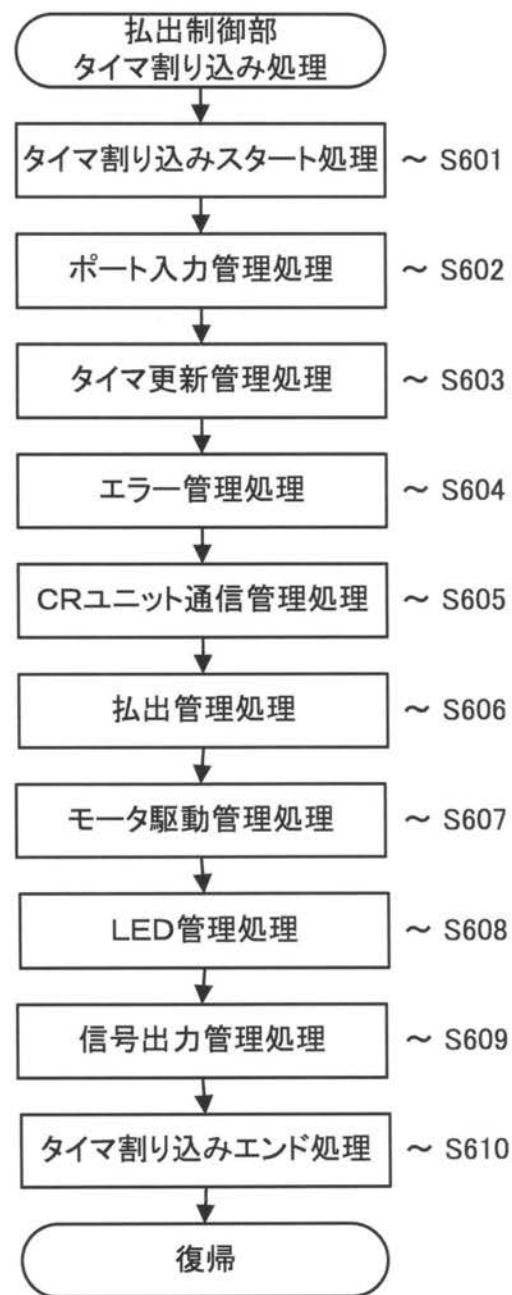 払出制御部
タイマ割り込み処理
タイマ割り込みスタート処理 ～ S601
ポート入力管理処理 ～ S602
タイマ更新管理処理 ～ S603
エラー管理処理 ～ S604
CRユニット通信管理処理 ～ S605
払出管理処理 ～ S606
モータ駆動管理処理 ～ S607
LED管理処理 ～ S608
信号出力管理処理 ～ S609
タイマ割り込みエンド処理 ～ S610
復帰